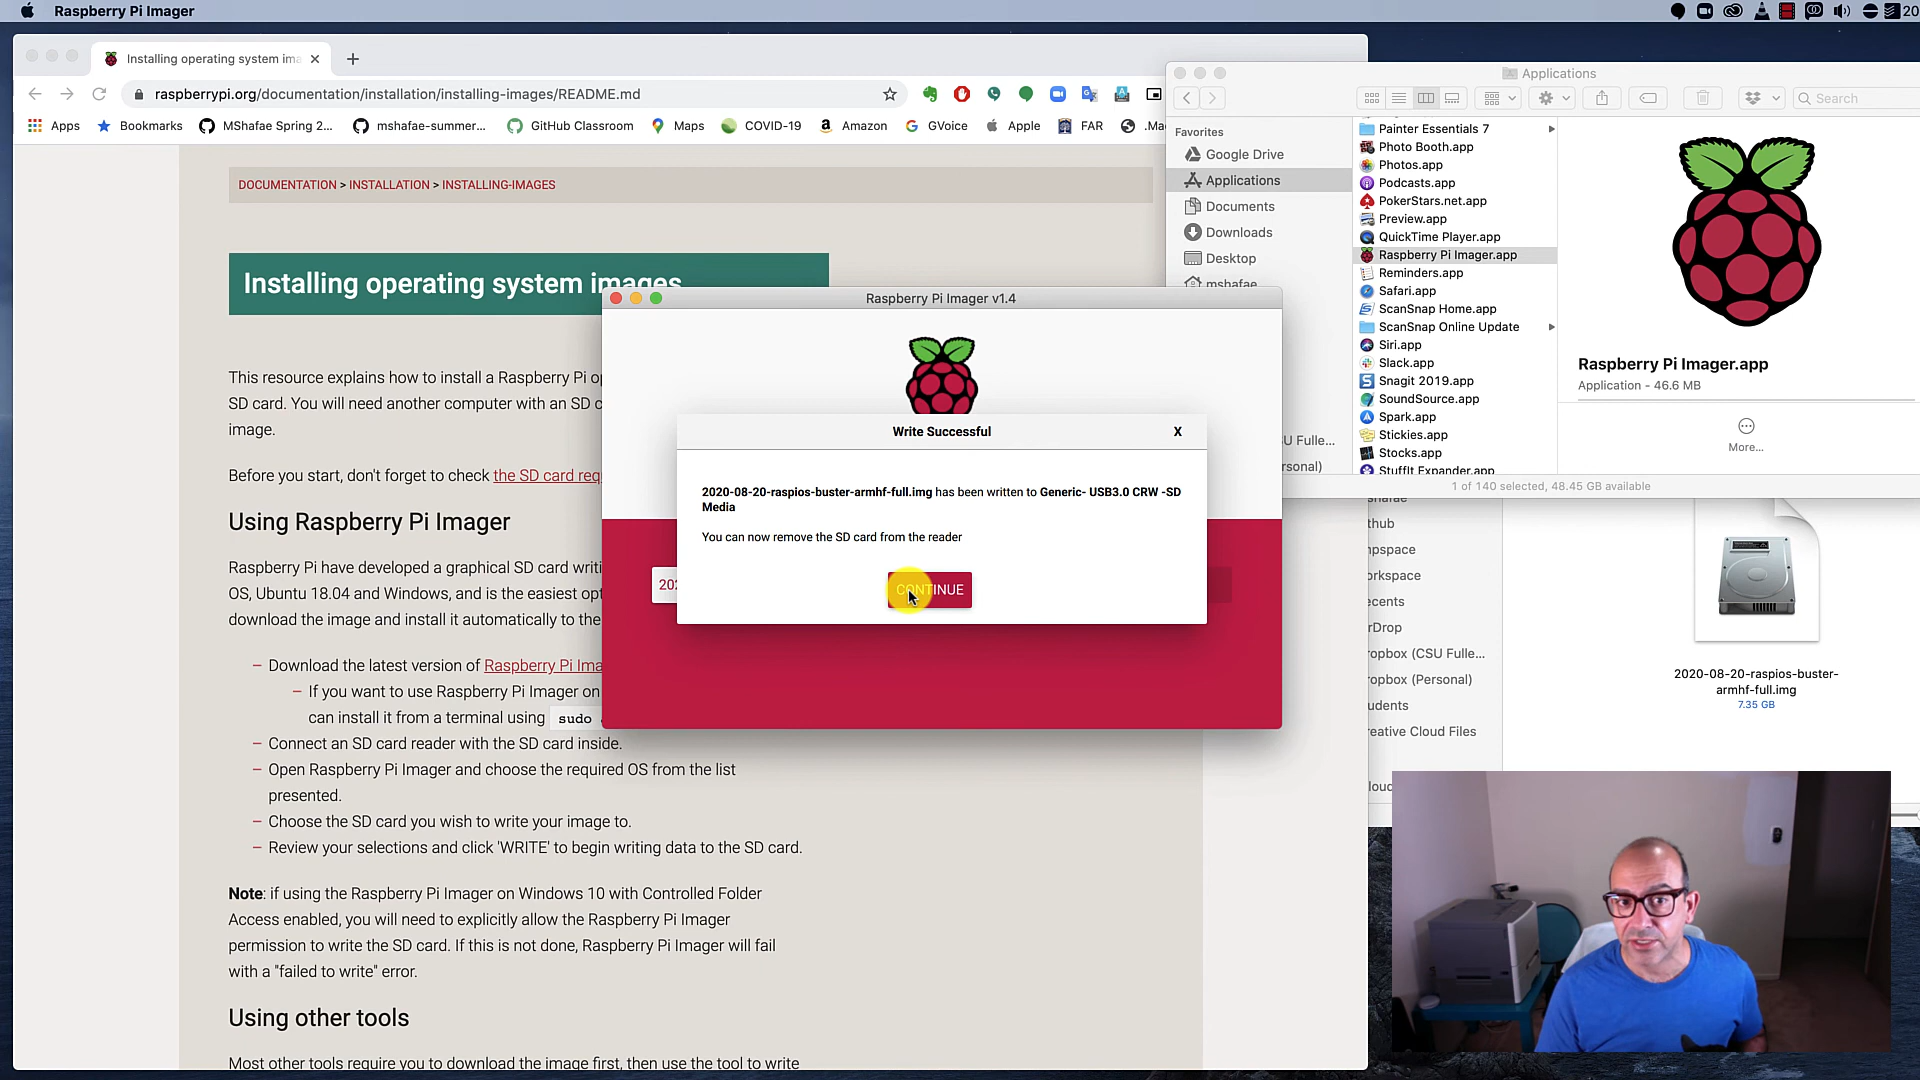 Raspberry Pi Imager
20
Installing operating system ima
raspberrypi.org/documentation/installation/installing-images/README.md
Apps
Bookmarks
MShafae Spring 2...
mshafae-summer...
GitHub Classroom
Maps
COVID-19
Amazon
GVoice
Apple
FAR
.Mac
DOCUMENTATION > INSTALLATION > INSTALLING-IMAGES
Installing operating system images
This resource explains how to install a Raspberry Pi op
SD card. You will need another computer with an SD c
image.
Before you start, don't forget to check the SD card req
Using Raspberry Pi Imager
Raspberry Pi have developed a graphical SD card writi
OS, Ubuntu 18.04 and Windows, and is the easiest opt
download the image and install it automatically to the
– Download the latest version of Raspberry Pi Ima
– If you want to use Raspberry Pi Imager on
can install it from a terminal using sudo
– Connect an SD card reader with the SD card inside.
– Open Raspberry Pi Imager and choose the required OS from the list
presented.
– Choose the SD card you wish to write your image to.
– Review your selections and click 'WRITE' to begin writing data to the SD card.
Note: if using the Raspberry Pi Imager on Windows 10 with Controlled Folder
Access enabled, you will need to explicitly allow the Raspberry Pi Imager
permission to write the SD card. If this is not done, Raspberry Pi Imager will fail
with a "failed to write" error.
Using other tools
Most other tools require you to download the image first, then use the tool to write
Raspberry Pi Imager v1.4
Write Successful
X
2020-08-20-raspios-buster-armhf-full.img has been written to Generic- USB3.0 CRW -SD
Media
You can now remove the SD card from the reader
CONTINUE
202
Applications
Search
Favorites
Google Drive
Applications
Documents
Downloads
Desktop
mshafae
SU Fulle...
rsonal)
Painter Essentials 7
Photo Booth.app
Photos.app
Podcasts.app
PokerStars.net.app
Preview.app
QuickTime Player.app
Raspberry Pi Imager.app
Reminders.app
Safari.app
ScanSnap Home.app
ScanSnap Online Update
Siri.app
Slack.app
Snagit 2019.app
SoundSource.app
Spark.app
Stickies.app
Stocks.app
StuffIt Expander.app
Raspberry Pi Imager.app
Application - 46.6 MB
More...
1 of 140 selected, 48.45 GB available
thub
mpspace
orkspace
ecents
rDrop
ropbox (CSU Fulle...
ropbox (Personal)
udents
reative Cloud Files
loud
2020-08-20-raspios-buster-
armhf-full.img
7.35 GB